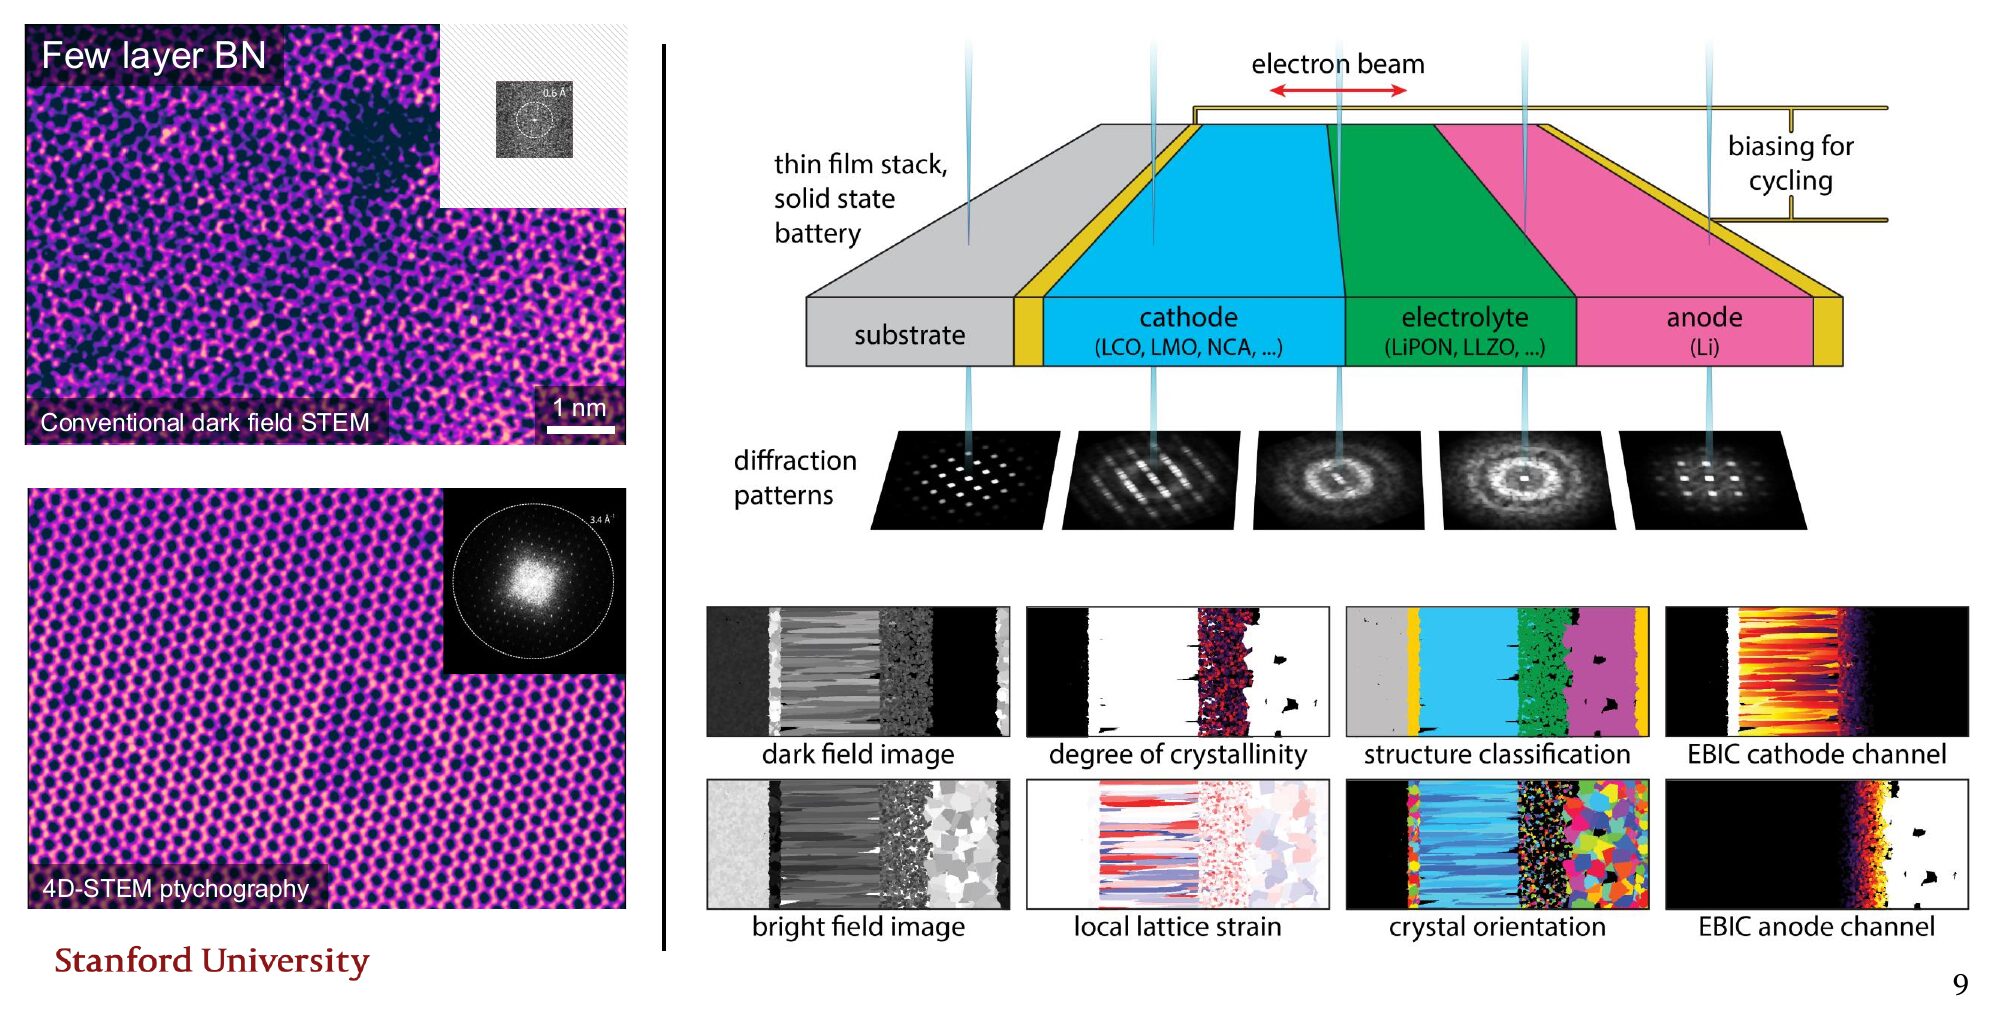 Few layer BN
0.6 Å⁻¹
Conventional dark field STEM
1 nm
3.4 Å⁻¹
4D-STEM ptychography
Stanford University
electron beam
thin film stack,
solid state
battery
biasing for
cycling
substrate
cathode
(LCO, LMO, NCA, ...)
electrolyte
(LiPON, LLZO, ...)
anode
(Li)
diffraction
patterns
dark field image
degree of crystallinity
structure classification
EBIC cathode channel
bright field image
local lattice strain
crystal orientation
EBIC anode channel
9